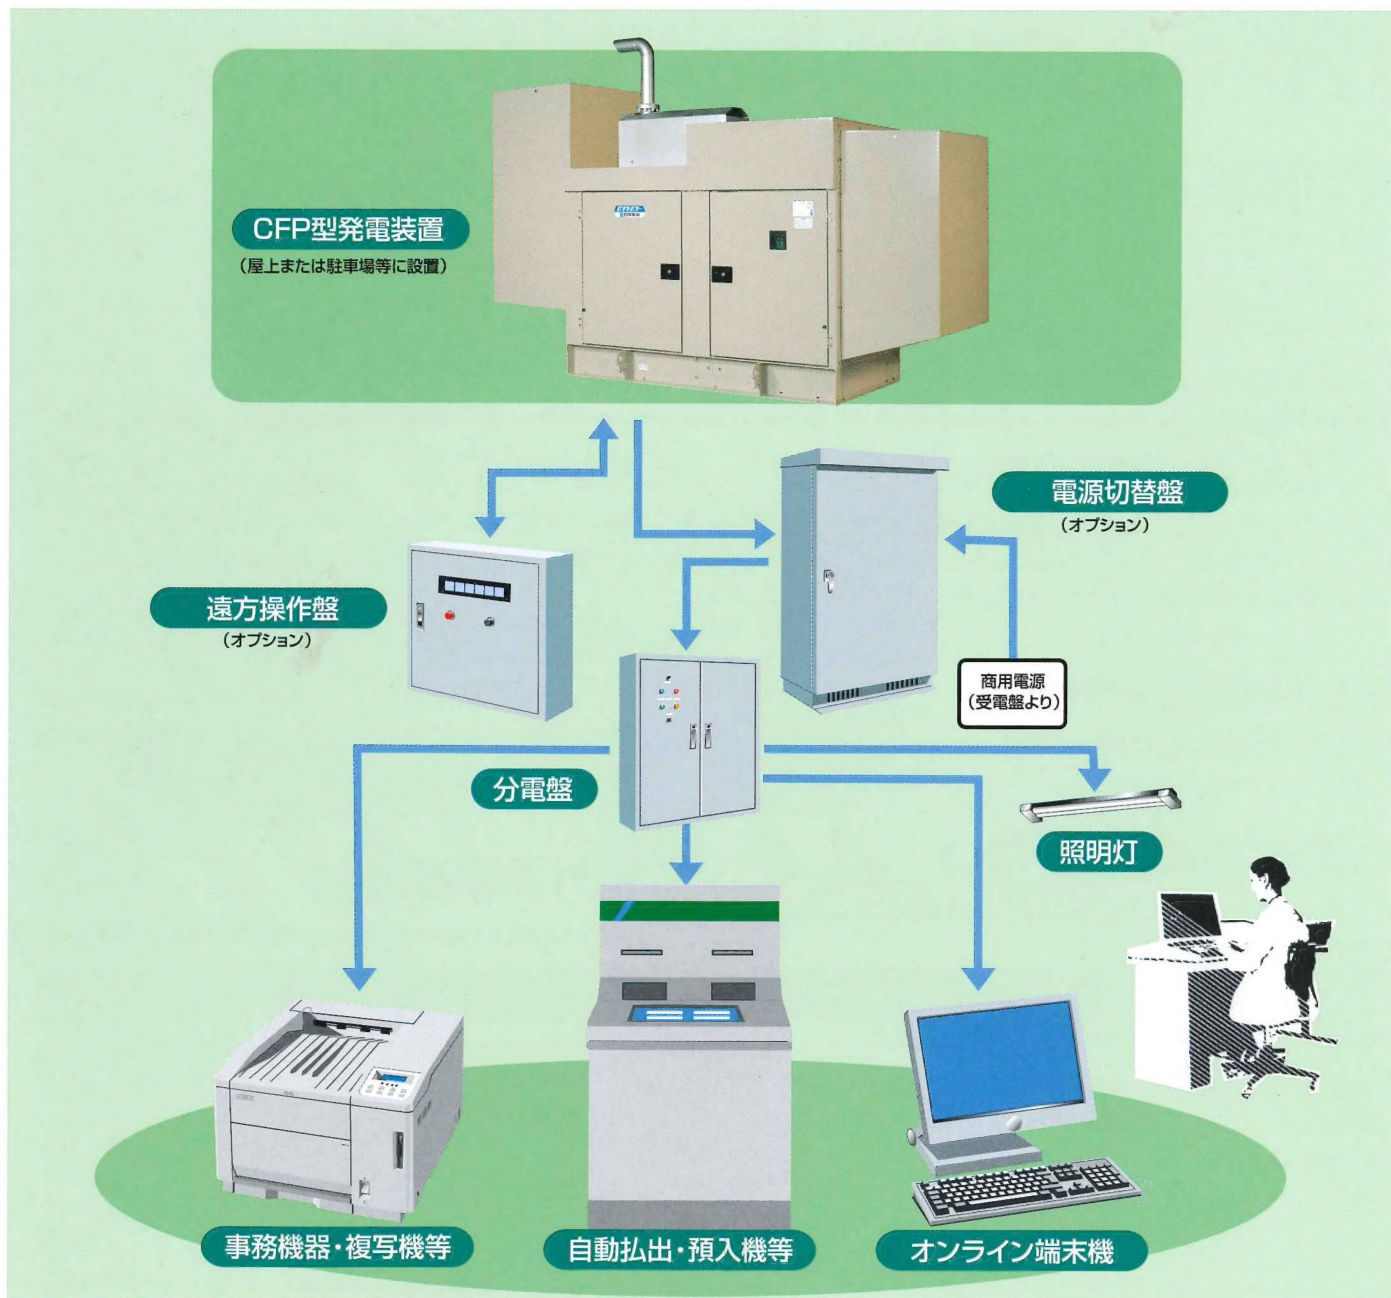 CFP型発電装置
(屋上または駐車場等に設置)
電源切替盤
(オプション)
遠方操作盤
(オプション)
商用電源
(受電盤より)
分電盤
照明灯
事務機器・複写機等
自動払出・預入機等
オンライン端末機